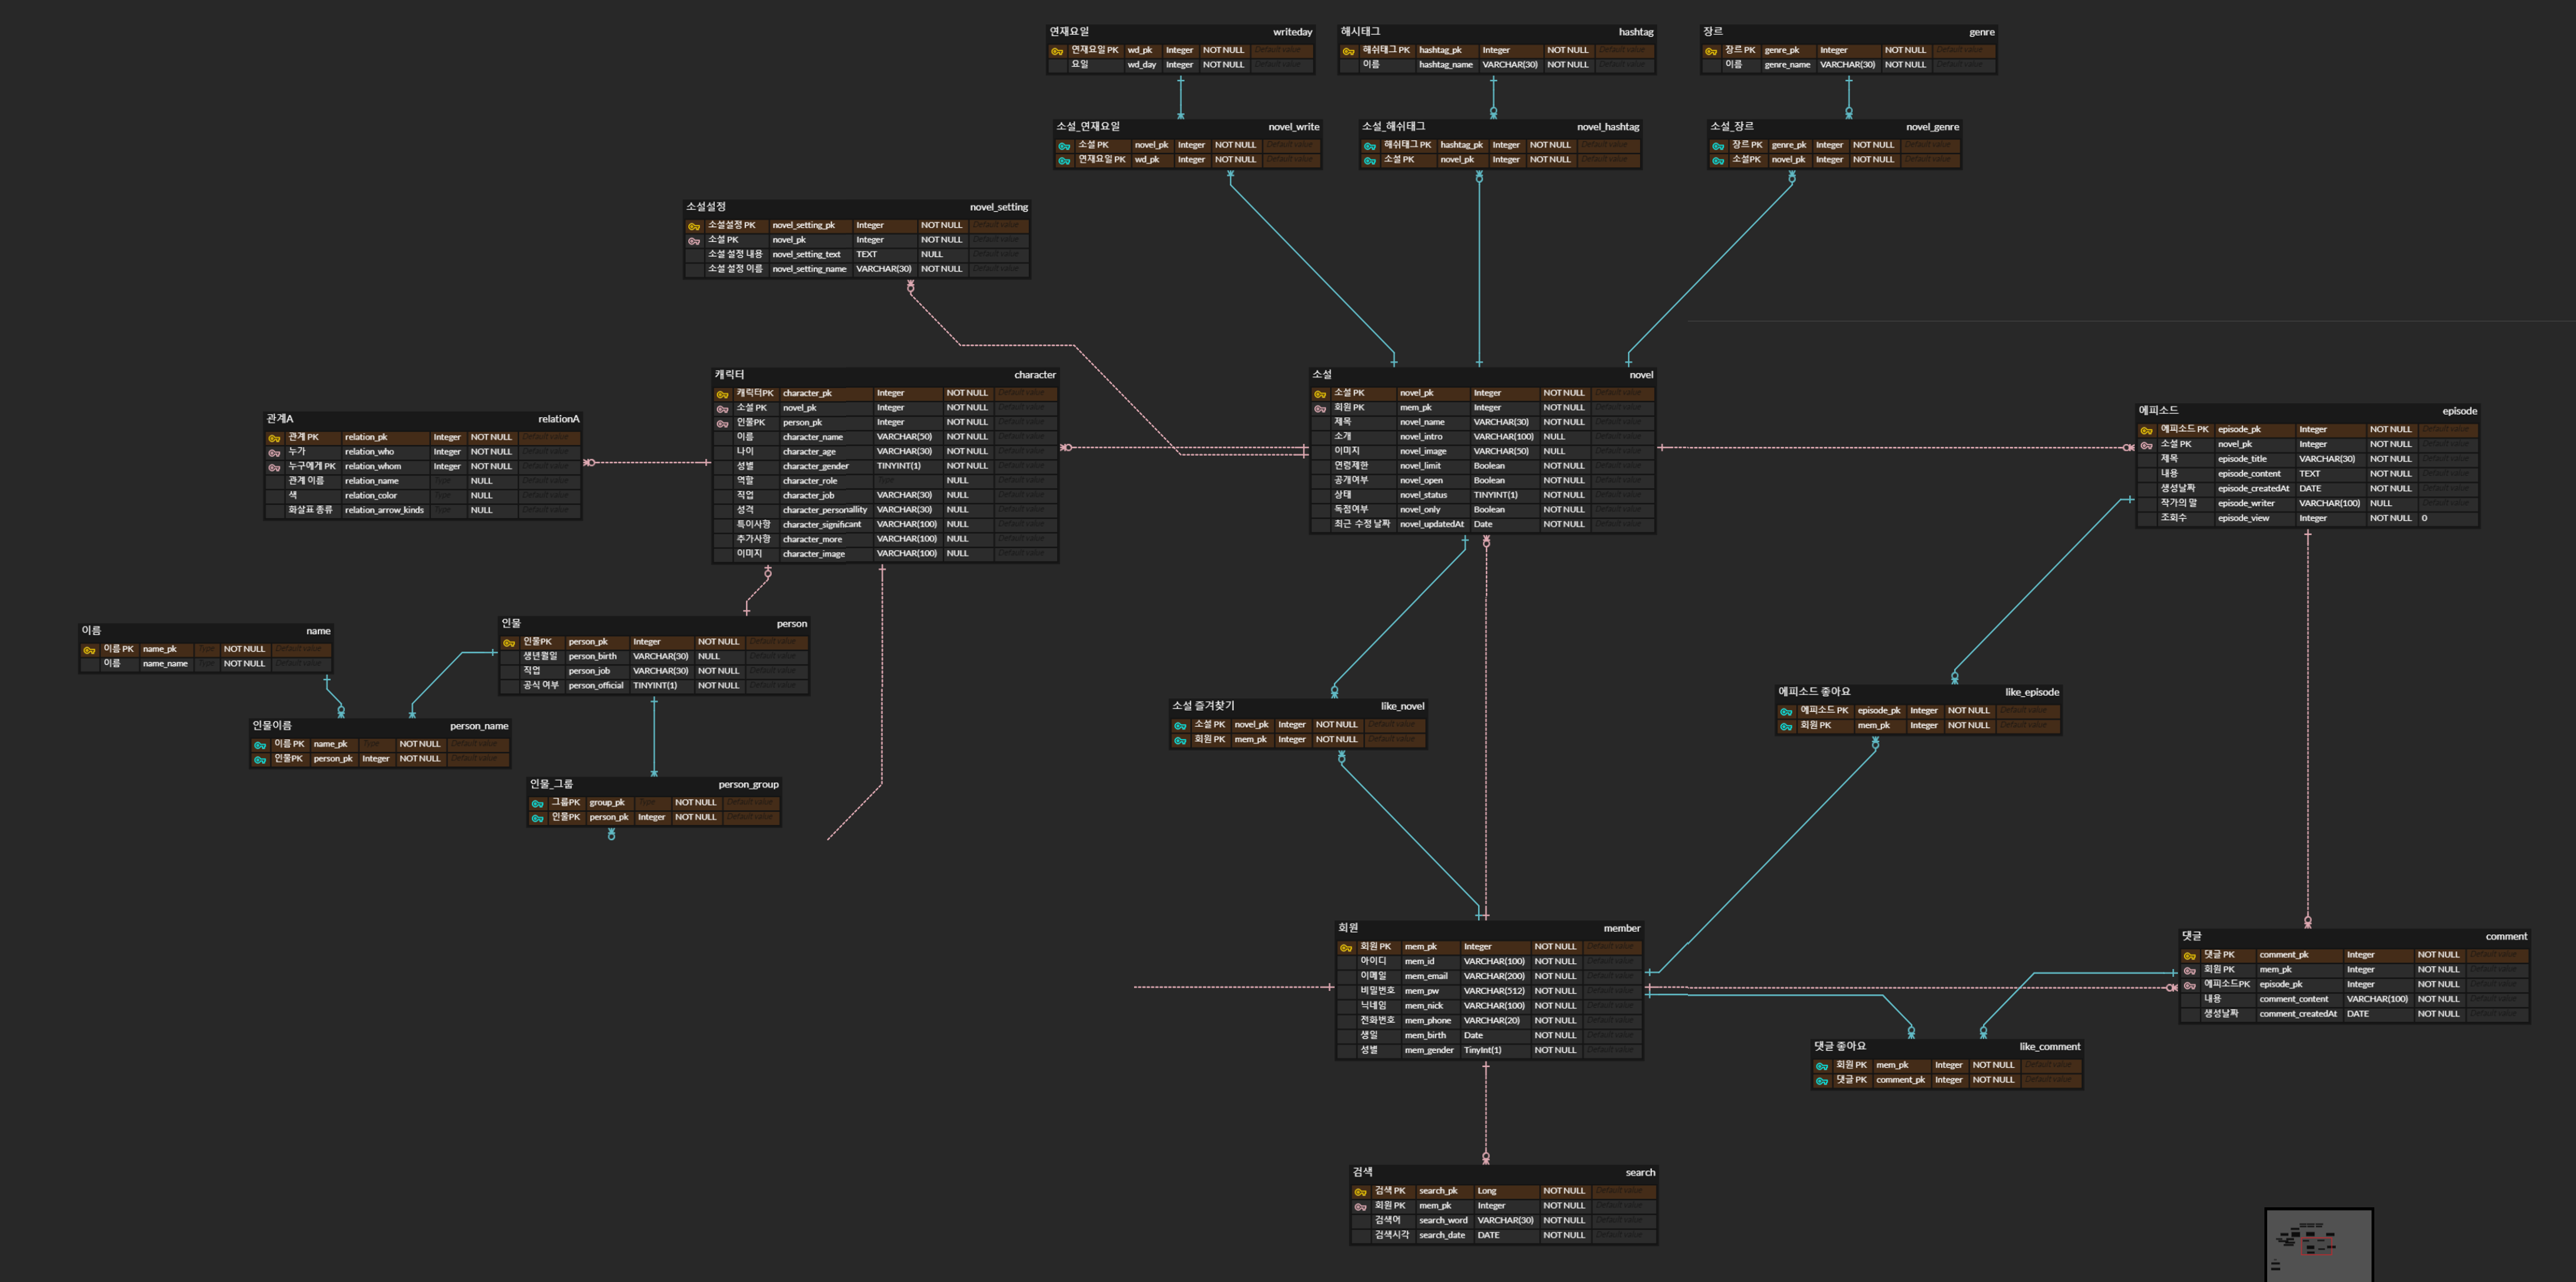 연재요일 writeday
연재요일 PK wd_pk Integer NOT NULL Default value
요일 wd_day Integer NOT NULL Default value
해시태그 hashtag
해쉬태그 PK hashtag_pk Integer NOT NULL Default value
이름 hashtag_name VARCHAR(30) NOT NULL Default value
장르 genre
장르 PK genre_pk Integer NOT NULL Default value
이름 genre_name VARCHAR(30) NOT NULL Default value
소설_연재요일 novel_write
소설 PK novel_pk Integer NOT NULL Default value
연재요일 PK wd_pk Integer NOT NULL Default value
소설_해쉬태그 novel_hashtag
해쉬태그 PK hashtag_pk Integer NOT NULL Default value
소설 PK novel_pk Integer NOT NULL Default value
소설_장르 novel_genre
장르 PK genre_pk Integer NOT NULL Default value
소설PK novel_pk Integer NOT NULL Default value
소설설정 novel_setting
소설설정 PK novel_setting_pk Integer NOT NULL Default value
소설 PK novel_pk Integer NOT NULL Default value
소설 설정 내용 novel_setting_text TEXT NULL Default value
소설 설정 이름 novel_setting_name VARCHAR(30) NOT NULL Default value
캐릭터 character
캐릭터PK character_pk Integer NOT NULL Default value
소설 PK novel_pk Integer NOT NULL Default value
인물PK person_pk Integer NOT NULL Default value
이름 character_name VARCHAR(50) NOT NULL Default value
나이 character_age VARCHAR(30) NOT NULL Default value
성별 character_gender TINYINT(1) NOT NULL Default value
역할 character_role Type NULL Default value
직업 character_job VARCHAR(30) NULL Default value
성격 character_personallity VARCHAR(30) NULL Default value
특이사항 character_significant VARCHAR(100) NULL Default value
추가사항 character_more VARCHAR(100) NULL Default value
이미지 character_image VARCHAR(100) NULL Default value
소설 novel
소설 PK novel_pk Integer NOT NULL Default value
회원 PK mem_pk Integer NOT NULL Default value
제목 novel_name VARCHAR(30) NOT NULL Default value
소개 novel_intro VARCHAR(100) NULL Default value
이미지 novel_image VARCHAR(50) NULL Default value
연령제한 novel_limit Boolean NOT NULL Default value
공개여부 novel_open Boolean NOT NULL Default value
상태 novel_status TINYINT(1) NOT NULL Default value
독점여부 novel_only Boolean NOT NULL Default value
최근 수정 날짜 novel_updatedAt Date NOT NULL Default value
관계A relationA
관계 PK relation_pk Integer NOT NULL Default value
누가 relation_who Integer NOT NULL Default value
누구에게 PK relation_whom Integer NOT NULL Default value
관계 이름 relation_name Type NULL Default value
색 relation_color Type NULL Default value
화살표 종류 relation_arrow_kinds Type NULL Default value
에피소드 episode
에피소드 PK episode_pk Integer NOT NULL Default value
소설 PK novel_pk Integer NOT NULL Default value
제목 episode_title VARCHAR(30) NOT NULL Default value
내용 episode_content TEXT NOT NULL Default value
생성날짜 episode_createdAt DATE NOT NULL Default value
작가의 말 episode_writer VARCHAR(100) NULL Default value
조회수 episode_view Integer NOT NULL 0
이름 name
이름 PK name_pk Type NOT NULL Default value
이름 name_name Type NOT NULL Default value
인물 person
인물PK person_pk Integer NOT NULL Default value
생년월일 person_birth VARCHAR(30) NULL Default value
직업 person_job VARCHAR(30) NOT NULL Default value
공식 여부 person_official TINYINT(1) NOT NULL Default value
인물이름 person_name
이름 PK name_pk Type NOT NULL Default value
인물PK person_pk Integer NOT NULL Default value
인물_그룹 person_group
그룹PK group_pk Type NOT NULL Default value
인물PK person_pk Integer NOT NULL Default value
소설 즐겨찾기 like_novel
소설 PK novel_pk Integer NOT NULL Default value
회원 PK mem_pk Integer NOT NULL Default value
에피소드 좋아요 like_episode
에피소드 PK episode_pk Integer NOT NULL Default value
회원 PK mem_pk Integer NOT NULL Default value
회원 member
회원 PK mem_pk Integer NOT NULL Default value
아이디 mem_id VARCHAR(100) NOT NULL Default value
이메일 mem_email VARCHAR(200) NOT NULL Default value
비밀번호 mem_pw VARCHAR(512) NOT NULL Default value
닉네임 mem_nick VARCHAR(100) NOT NULL Default value
전화번호 mem_phone VARCHAR(20) NOT NULL Default value
생일 mem_birth Date NOT NULL Default value
성별 mem_gender TinyInt(1) NOT NULL Default value
댓글 comment
댓글 PK comment_pk Integer NOT NULL Default value
회원 PK mem_pk Integer NOT NULL Default value
에피소드PK episode_pk Integer NOT NULL Default value
내용 comment_content VARCHAR(100) NOT NULL Default value
생성날짜 comment_createdAt DATE NOT NULL Default value
댓글 좋아요 like_comment
회원 PK mem_pk Integer NOT NULL Default value
댓글 PK comment_pk Integer NOT NULL Default value
검색 search
검색 PK search_pk Long NOT NULL Default value
회원 PK mem_pk Integer NOT NULL Default value
검색어 search_word VARCHAR(30) NOT NULL Default value
검색시각 search_date DATE NOT NULL Default value